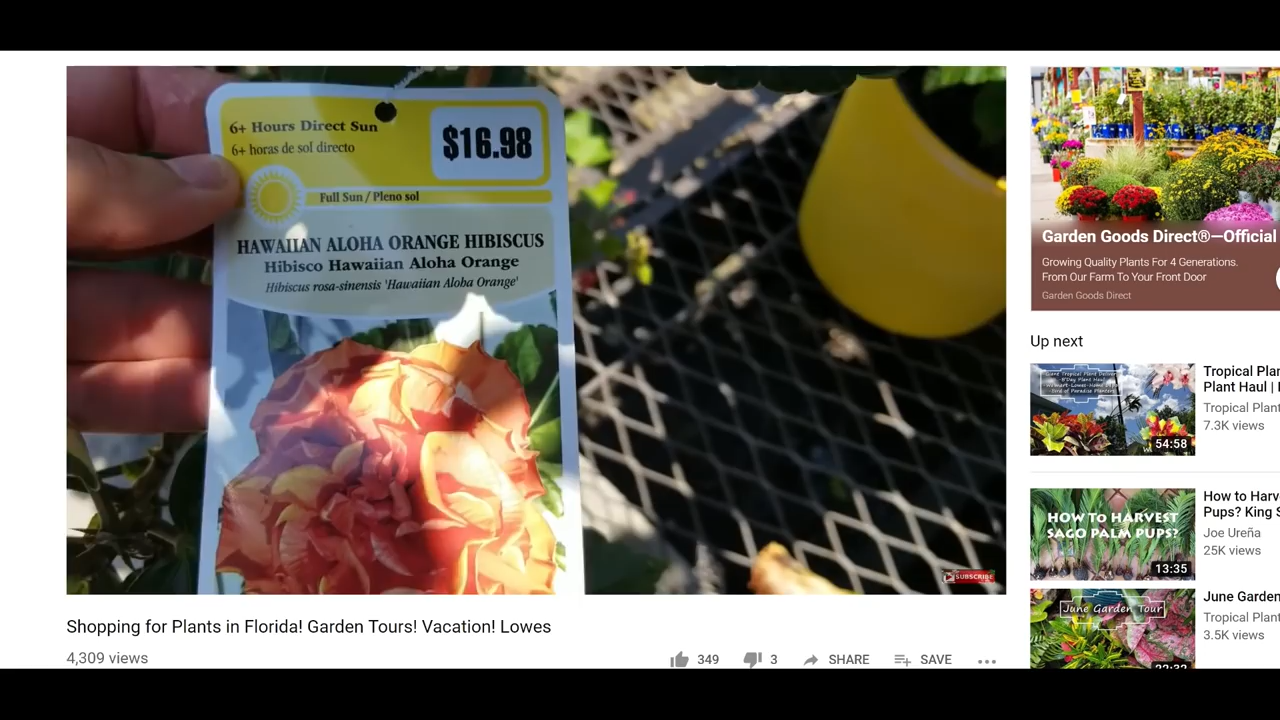 6+ Hours Direct Sun
6+ horas de sol directo
$16.98
Full Sun / Pleno sol
HAWAIIAN ALOHA ORANGE HIBISCUS
Hibisco Hawaiian Aloha Orange
Hibiscus rosa-sinensis 'Hawaiian Aloha Orange'
SUBSCRIBE
Shopping for Plants in Florida! Garden Tours! Vacation! Lowes
4,309 views
349
3
SHARE
SAVE
Garden Goods Direct®—Official
Growing Quality Plants For 4 Generations.
From Our Farm To Your Front Door
Garden Goods Direct
Up next
54:58
Tropical Pla
Plant Haul |
Tropical Plant
7.3K views
HOW TO HARVEST
SAGO PALM PUPS?
13:35
How to Harv
Pups? King S
Joe Ureña
25K views
June Garden Tour
22:32
June Garden
Tropical Plant
3.5K views